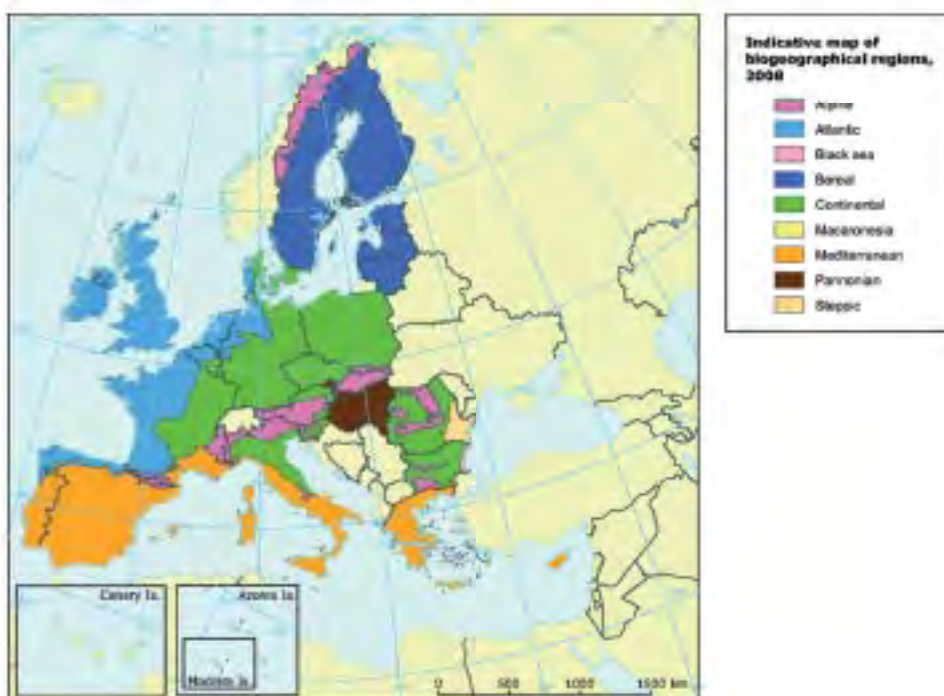 Indicative map of
biogeographical regions,
2008
Alpine
Atlantic
Black sea
Boreal
Continental
Macaronesia
Mediterranean
Pannonian
Steppic
Canary Is.
Azores Is.
Madeira Is.
0 500 1000 1500 km